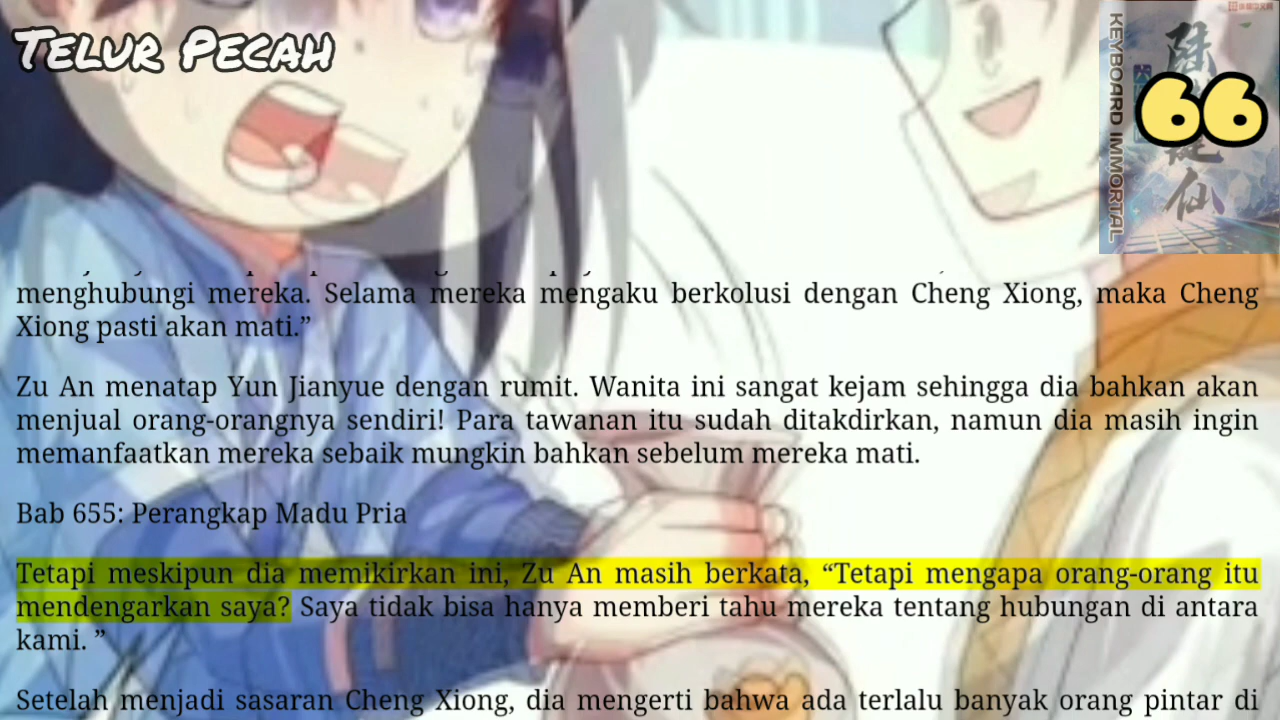 Telur Pecah
66
KEYBOARD IMMORTAL
仙
menghubungi mereka. Selama mereka mengaku berkolusi dengan Cheng Xiong, maka Cheng
Xiong pasti akan mati.”
Zu An menatap Yun Jianyue dengan rumit. Wanita ini sangat kejam sehingga dia bahkan akan
menjual orang-orangnya sendiri! Para tawanan itu sudah ditakdirkan, namun dia masih ingin
memanfaatkan mereka sebaik mungkin bahkan sebelum mereka mati.
Bab 655: Perangkap Madu Pria
Tetapi meskipun dia memikirkan ini, Zu An masih berkata, “Tetapi mengapa orang-orang itu
mendengarkan saya? Saya tidak bisa hanya memberi tahu mereka tentang hubungan di antara
kami. ”
Setelah menjadi sasaran Cheng Xiong, dia mengerti bahwa ada terlalu banyak orang pintar di